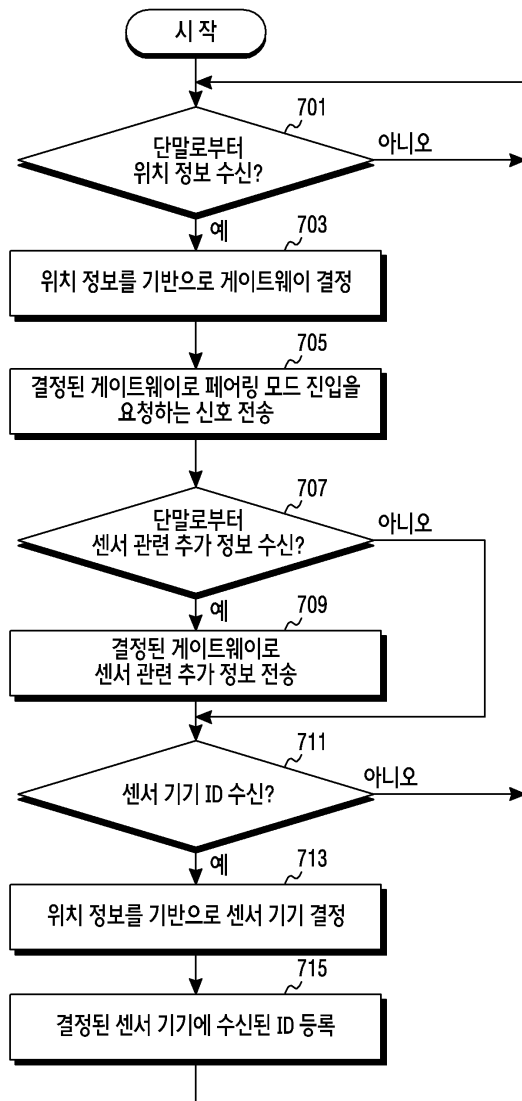 시 작
701
단말로부터
위치 정보 수신?
아니오
예
703
위치 정보를 기반으로 게이트웨이 결정
705
결정된 게이트웨이로 페어링 모드 진입을
요청하는 신호 전송
707
단말로부터
센서 관련 추가 정보 수신?
아니오
예
709
결정된 게이트웨이로
센서 관련 추가 정보 전송
711
센서 기기 ID 수신?
아니오
예
713
위치 정보를 기반으로 센서 기기 결정
715
결정된 센서 기기에 수신된 ID 등록